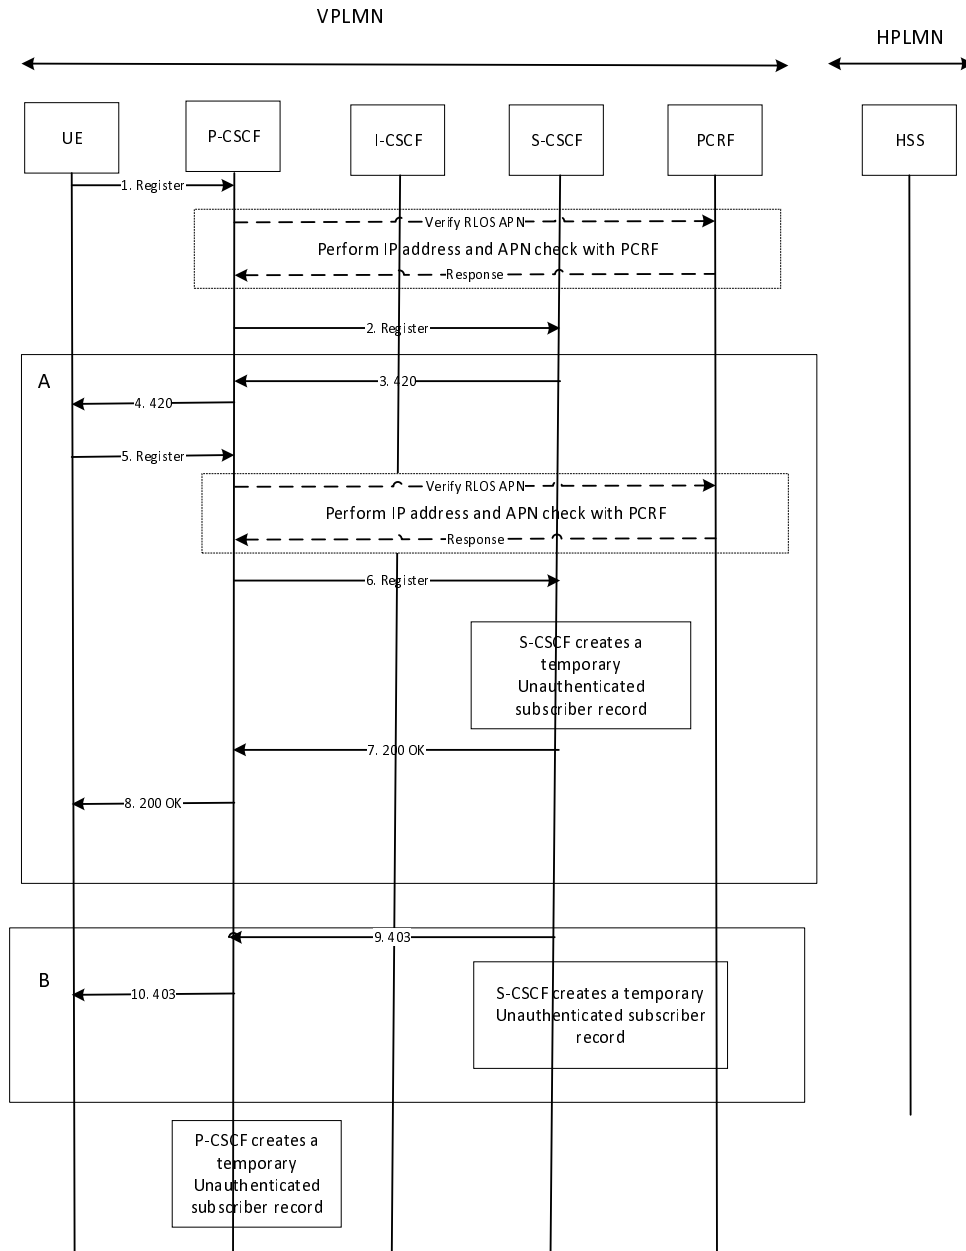 VPLMN
HPLMN
UE
P-CSCF
I-CSCF
S-CSCF
PCRF
HSS
1. Register
Verify RLOS APN
Perform IP address and APN check with PCRF
Response
2. Register
A
3. 420
4. 420
5. Register
Verify RLOS APN
Perform IP address and APN check with PCRF
Response
6. Register
S-CSCF creates a
temporary
Unauthenticated
subscriber record
7. 200 OK
8. 200 OK
9. 403
B
10. 403
S-CSCF creates a temporary
Unauthenticated subscriber
record
P-CSCF creates a
temporary
Unauthenticated
subscriber record